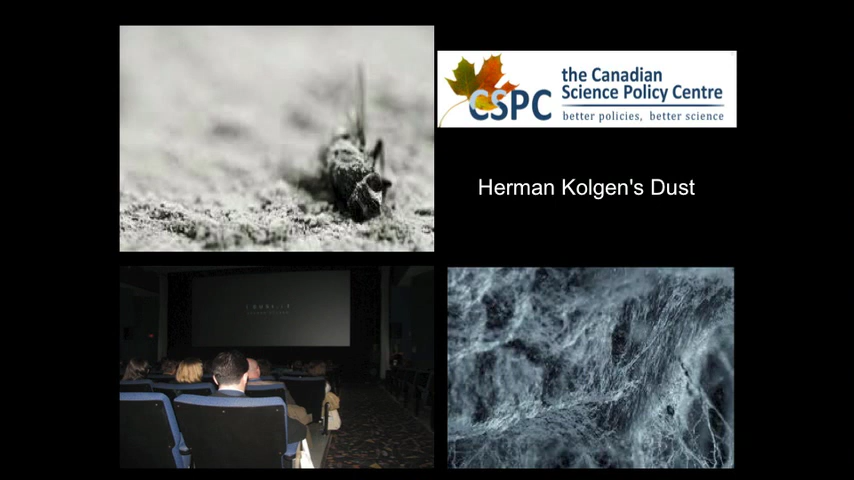 CSPC
the Canadian
Science Policy Centre
better policies, better science
Herman Kolgen's Dust